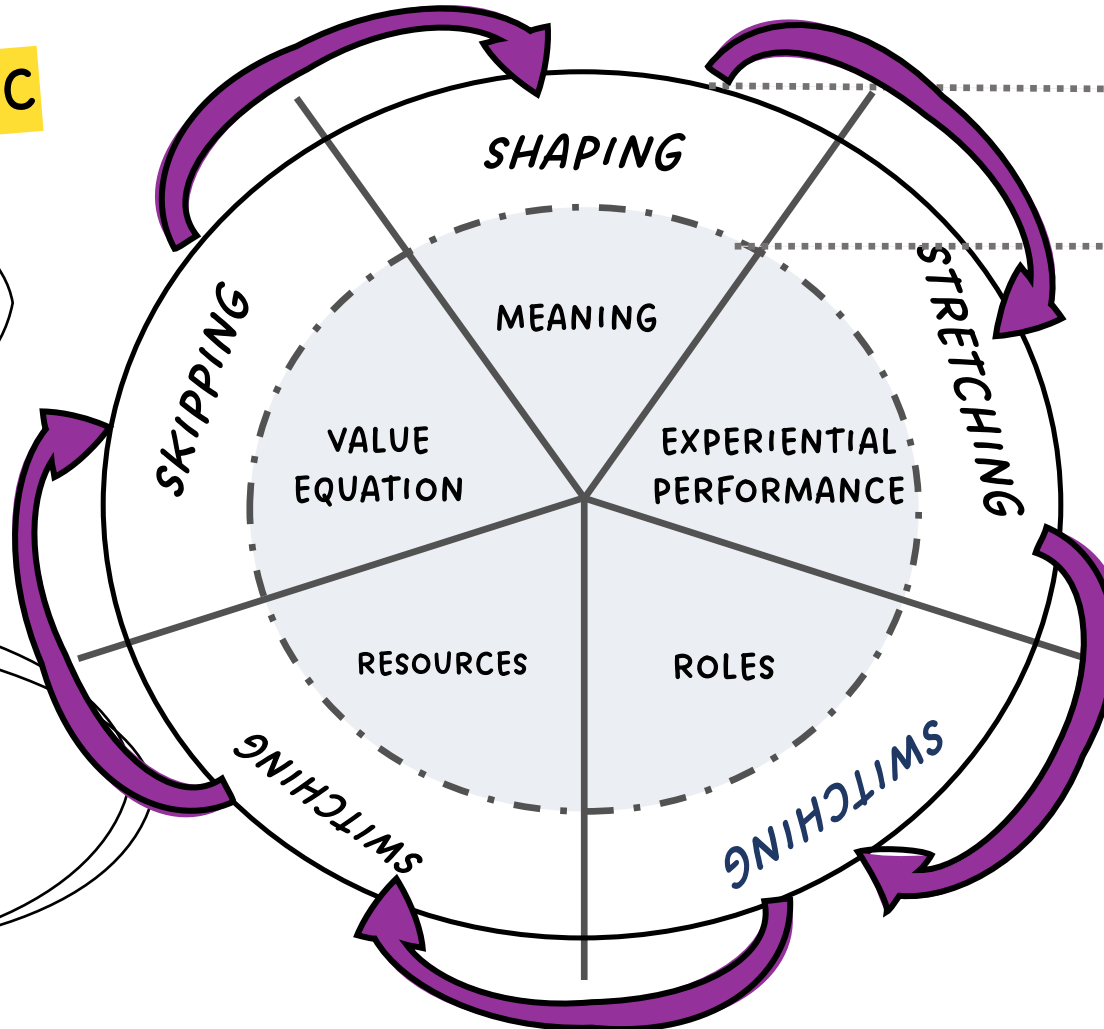 C
SHAPING
STRETCHING
SWITCHING
SWITCHING
SKIPPING
MEANING
EXPERIENTIAL
PERFORMANCE
ROLES
RESOURCES
VALUE
EQUATION